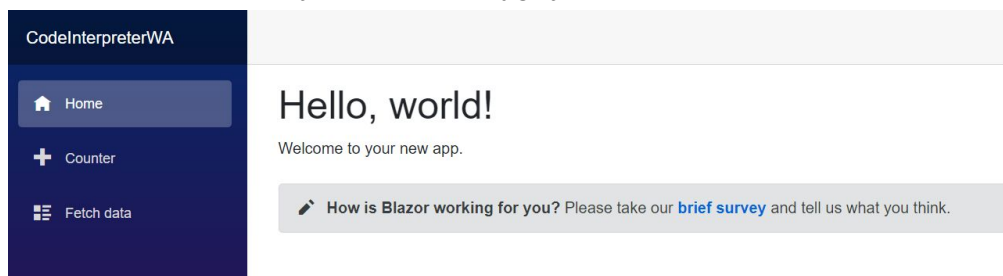 CodeInterpreterWA
Home
Counter
Fetch data
Hello, world!
Welcome to your new app.
How is Blazor working for you? Please take our brief survey and tell us what you think.